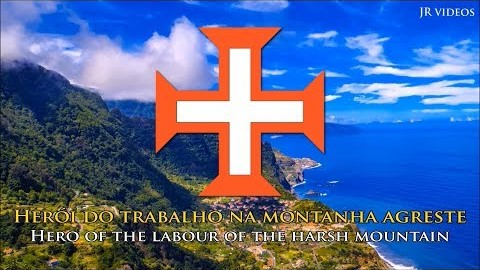 JR VIDEOS
HERÓI DO TRABALHO NA MONTANHA AGRESTE
HERO OF THE LABOUR OF THE HARSH MOUNTAIN